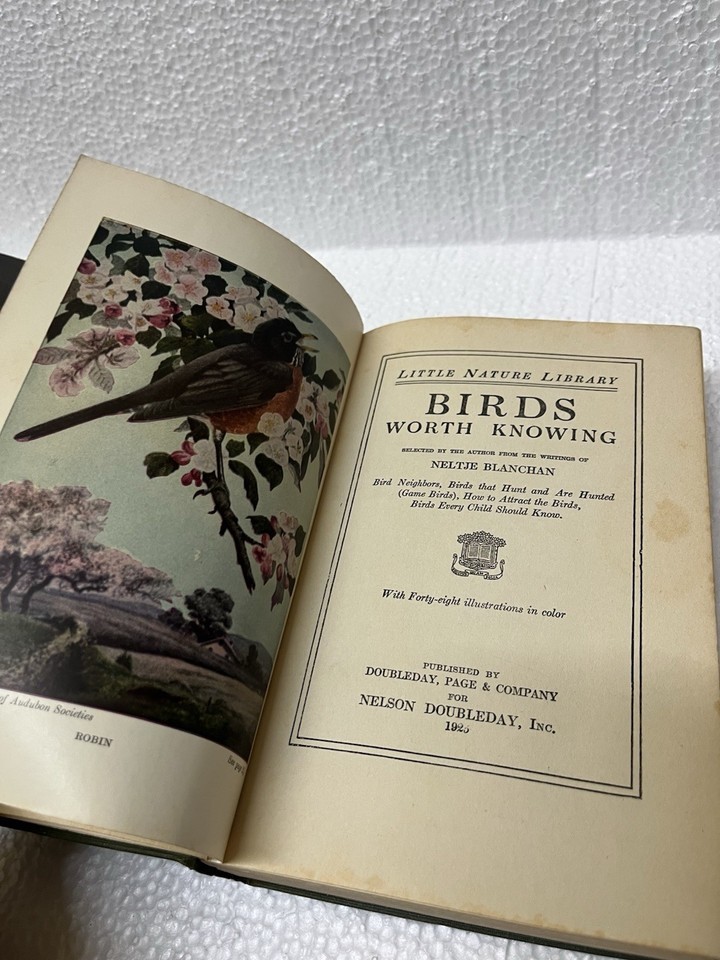 of Audubon Societies
ROBIN
LITTLE NATURE LIBRARY
BIRDS
WORTH KNOWING
SELECTED BY THE AUTHOR FROM THE WRITINGS OF
NELTJE BLANCHAN
Bird Neighbors, Birds that Hunt and Are Hunted
(Game Birds), How to Attract the Birds,
Birds Every Child Should Know.
With Forty-eight illustrations in color
PUBLISHED BY
DOUBLEDAY, PAGE & COMPANY
FOR
NELSON DOUBLEDAY, INC.